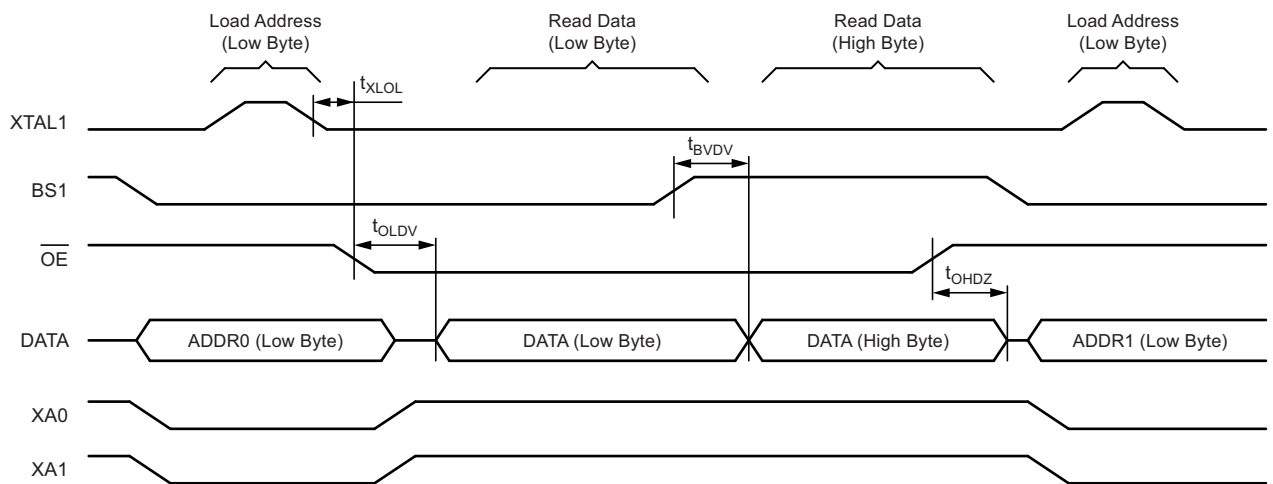 Load Address
(Low Byte)
Read Data
(Low Byte)
Read Data
(High Byte)
Load Address
(Low Byte)
tXLOL
XTAL1
tBVDV
BS1
tOLDV
OE
tOHDZ
DATA
ADDR0 (Low Byte)
DATA (Low Byte)
DATA (High Byte)
ADDR1 (Low Byte)
XA0
XA1